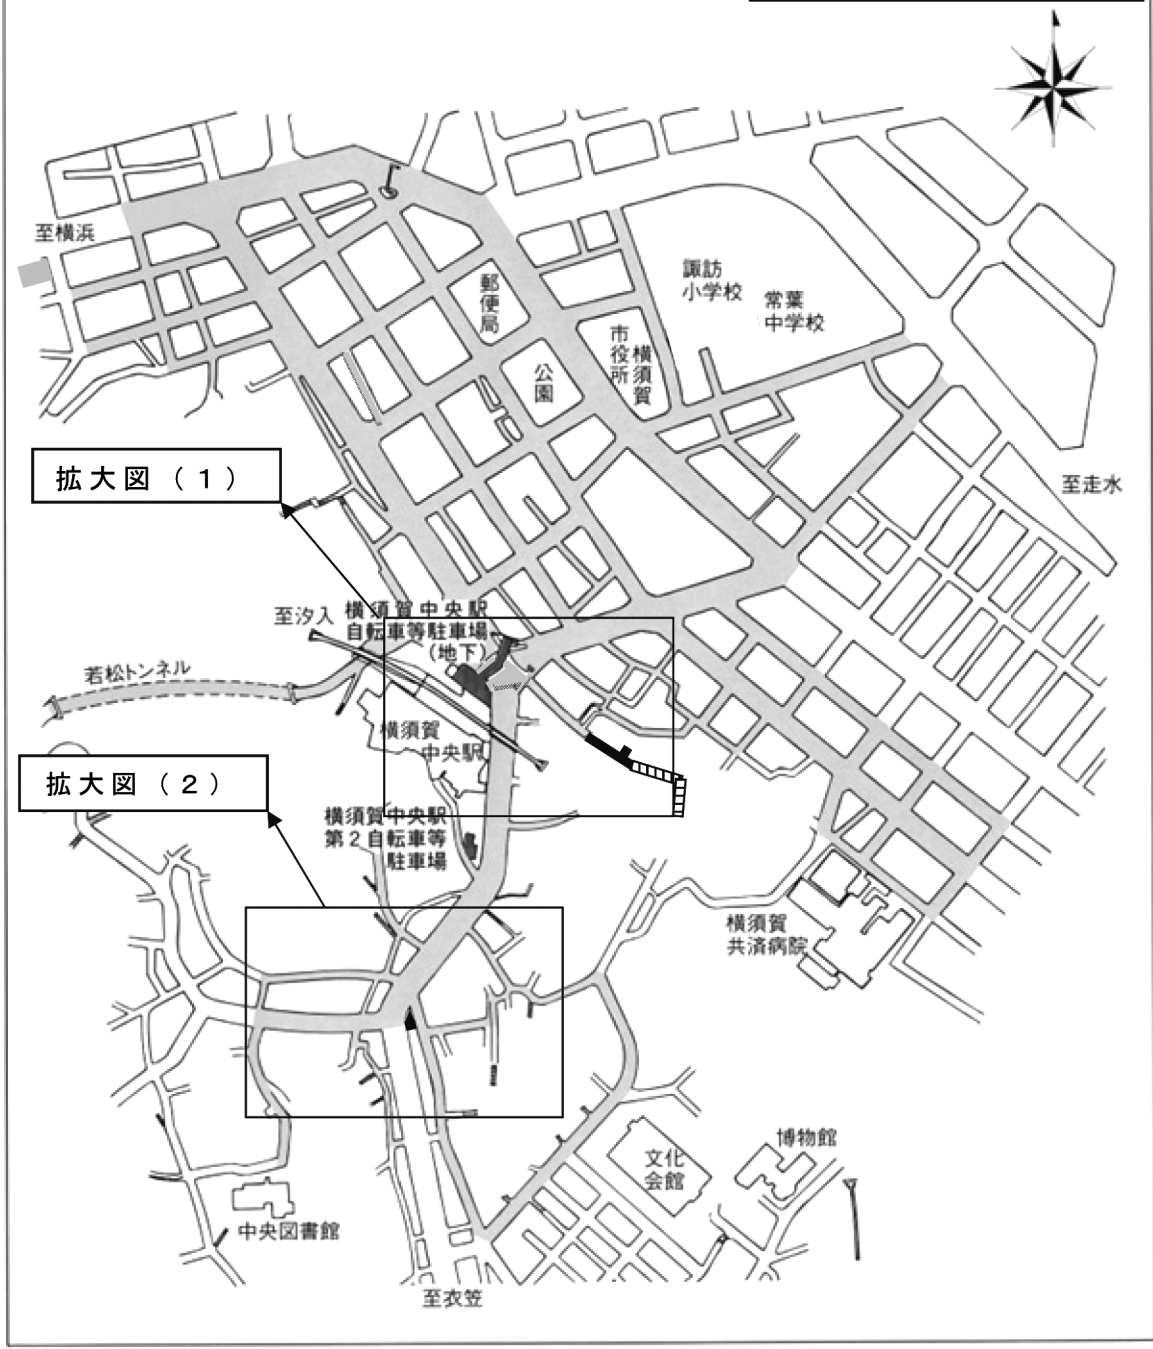 至横浜
郵便局
諏訪
小学校
常葉
中学校
横須賀
市役所
公園
拡大図（１）
至走水
至汐入
横須賀中央駅
自転車等駐車場
(地下)
若松トンネル
横須賀
中央駅
拡大図（２）
横須賀中央駅
第２自転車等
駐車場
横須賀
共済病院
博物館
文化
会館
中央図書館
至衣笠